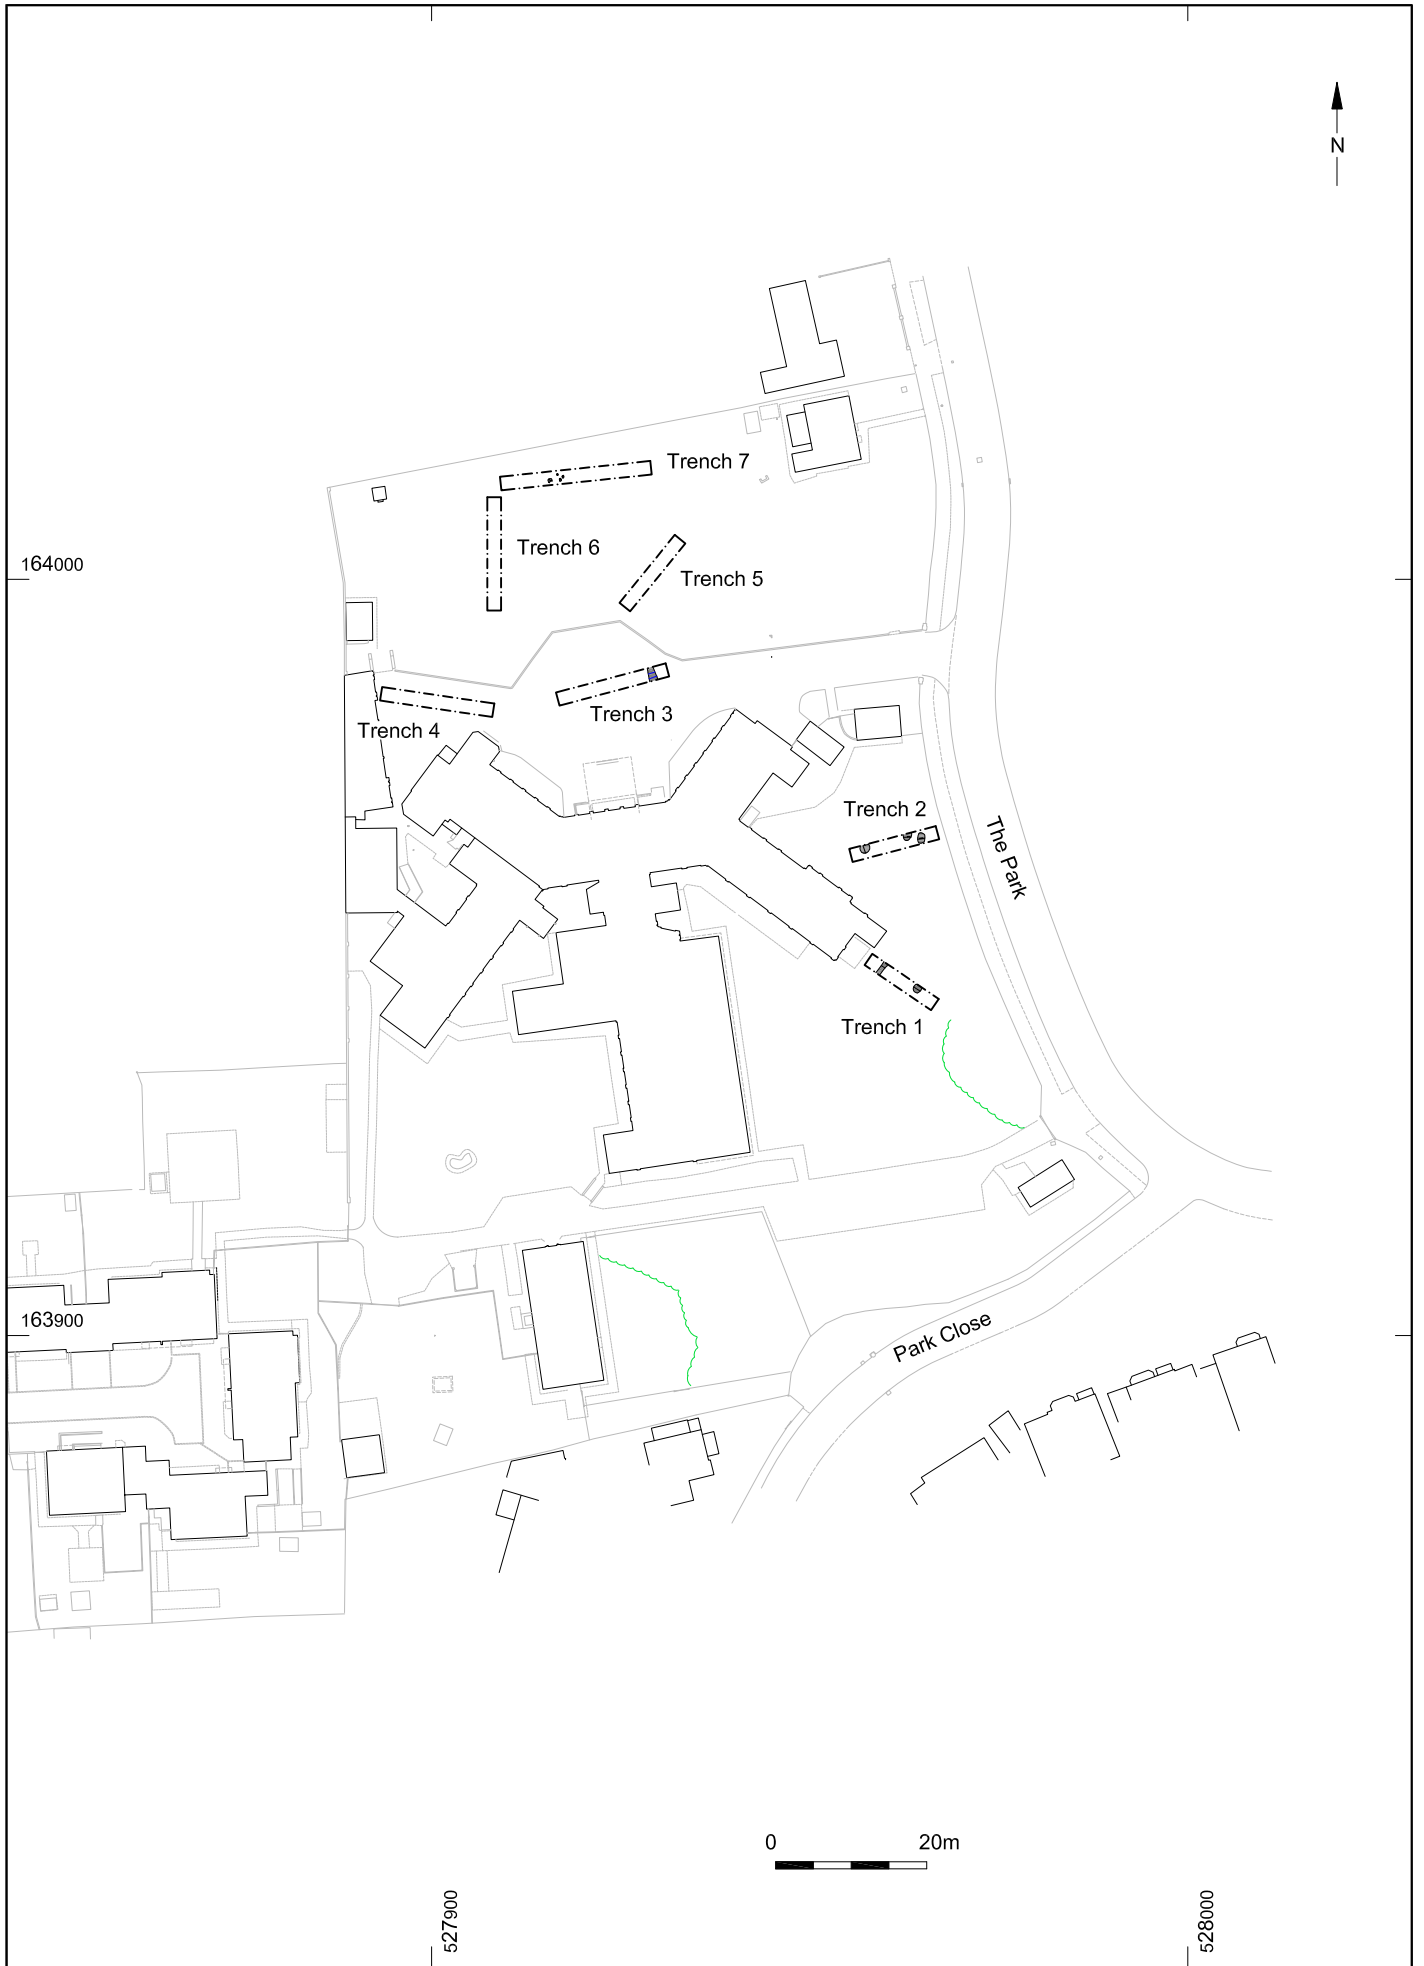 N
Trench 7
Trench 6
164000
Trench 5
Trench 3
Trench 4
Trench 2
The Park
Trench 1
163900
Park Close
0 20m
527900
528000